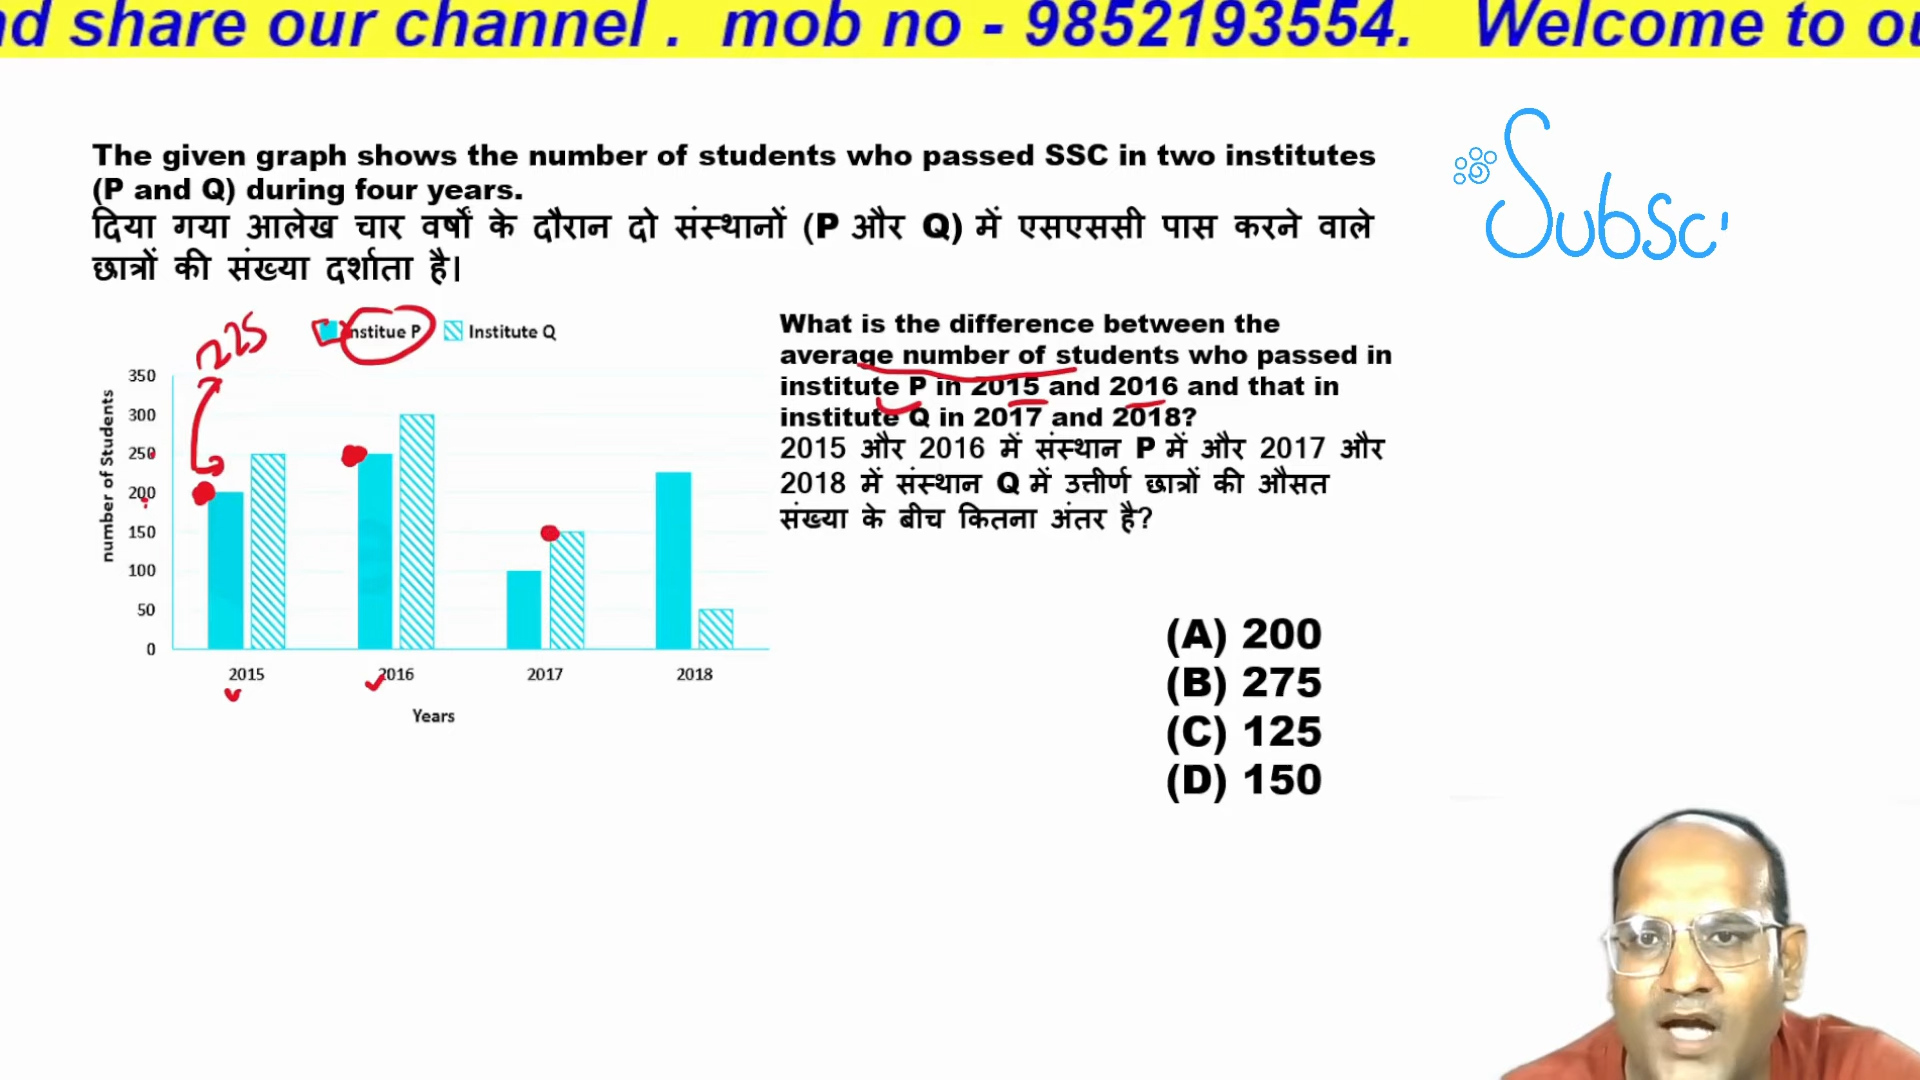 nd share our channel .  mob no - 9852193554.   Welcome to ou
The given graph shows the number of students who passed SSC in two institutes
(P and Q) during four years.
दिया गया आलेख चार वर्षों के दौरान दो संस्थानों (P और Q) में एसएससी पास करने वाले
छात्रों की संख्या दर्शाता है।
Subsc
225
Institue P  Institute Q
350
300
250
200
150
100
50
0
number of Students
2015  2016  2017  2018
Years
What is the difference between the
average number of students who passed in
institute P in 2015 and 2016 and that in
institute Q in 2017 and 2018?
2015 और 2016 में संस्थान P में और 2017 और
2018 में संस्थान Q में उत्तीर्ण छात्रों की औसत
संख्या के बीच कितना अंतर है?
(A) 200
(B) 275
(C) 125
(D) 150